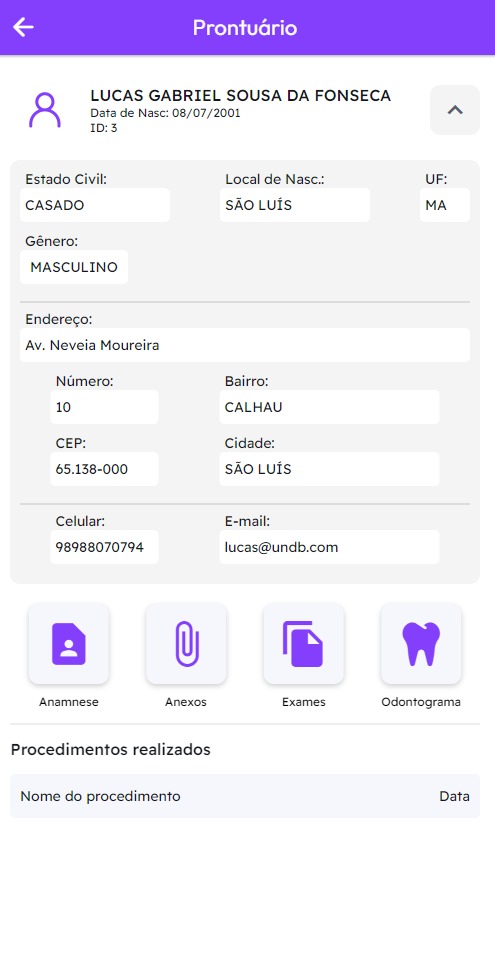 Prontuário
LUCAS GABRIEL SOUSA DA FONSECA
Data de Nasc: 08/07/2001
ID: 3
Estado Civil: Local de Nasc.: UF:
CASADO SÃO LUÍS MA
Gênero:
MASCULINO
Endereço:
Av. Neveia Moureira
Número: Bairro:
10 CALHAU
CEP: Cidade:
65.138-000 SÃO LUÍS
Celular: E-mail:
98988070794 lucas@undb.com
Anamnese Anexos Exames Odontograma
Procedimentos realizados
Nome do procedimento Data